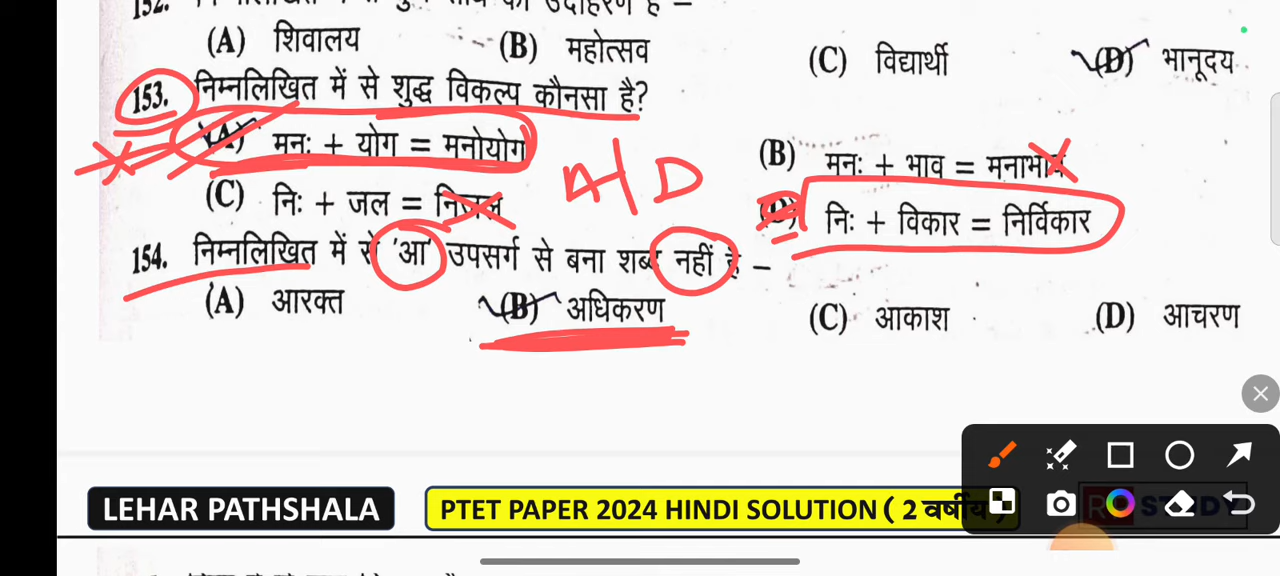 (A) शिवालय (B) महोत्सव (C) विद्यार्थी (D) भानूदय
153. निम्नलिखित में से शुद्ध विकल्प कौनसा है?
(A) मनः + योग = मनोयोग (B) मनः + भाव = मनाभाव
A/D
(C) निः + जल = निजल (D) निः + विकार = निर्विकार
154. निम्नलिखित में से 'आ' उपसर्ग से बना शब्द नहीं है –
(A) आरक्त (B) अधिकरण (C) आकाश (D) आचरण
LEHAR PATHSHALA PTET PAPER 2024 HINDI SOLUTION ( 2 वर्षीय ) STUDY